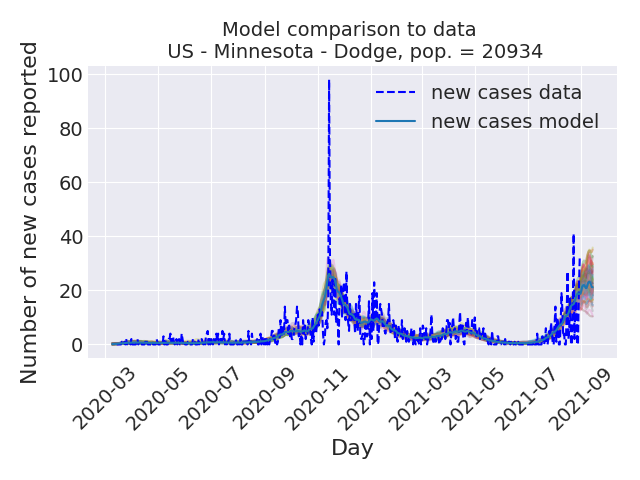 Model comparison to data
US - Minnesota - Dodge, pop. = 20934
Number of new cases reported
100
80
60
40
20
0
new cases data
new cases model
2020-03
2020-05
2020-07
2020-09
2020-11
2021-01
2021-03
2021-05
2021-07
2021-09
Day